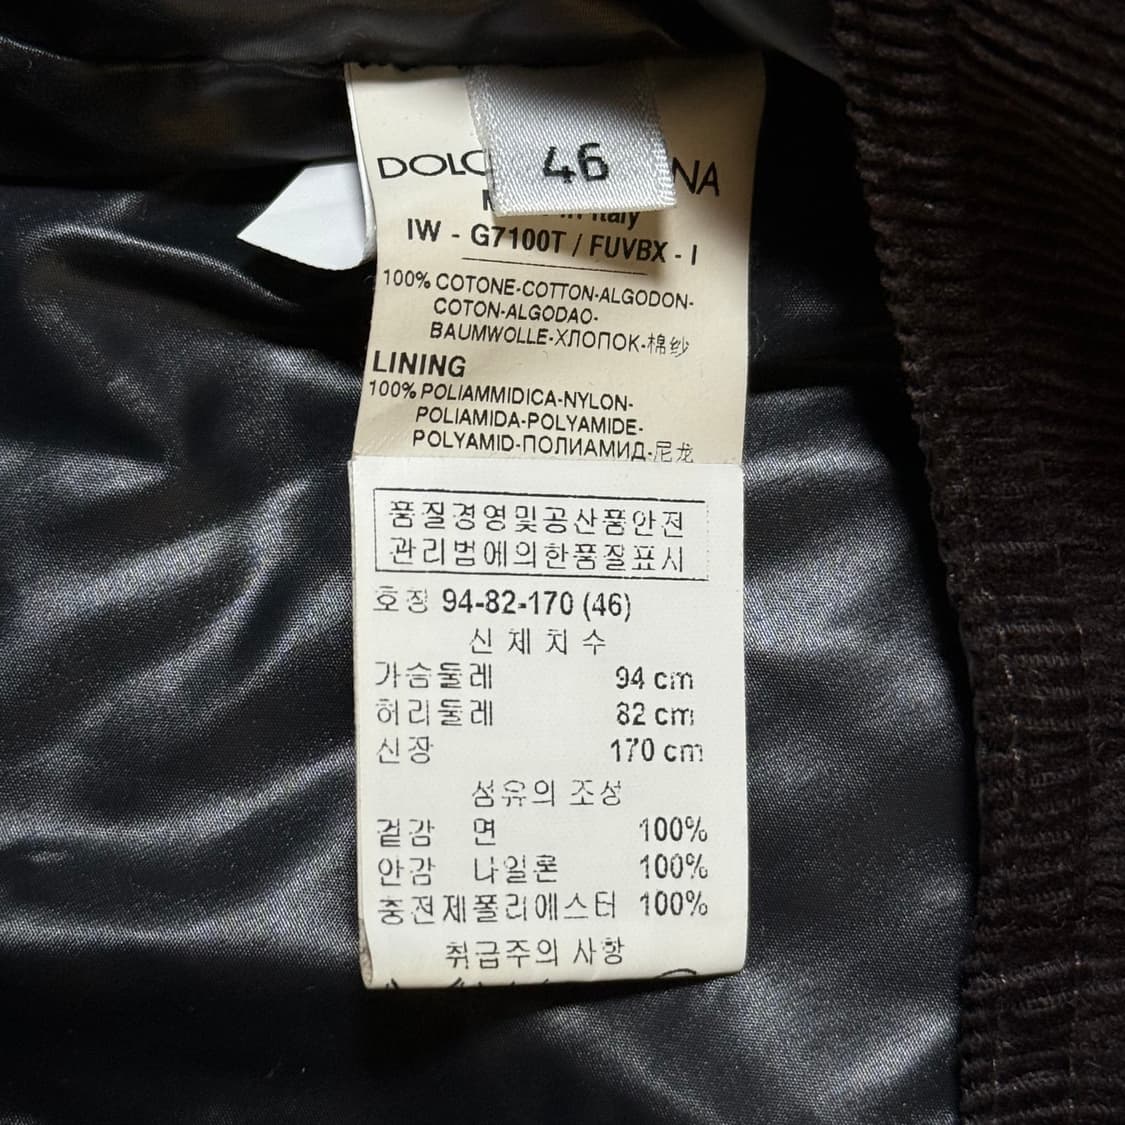 46
DOLC NA
in Italy
IW - G7100T / FUVBX - I
100% COTONE-COTTON-ALGODON-
COTON-ALGODAO-
BAUMWOLLE-ХЛОПОК-棉纱
LINING
100% POLIAMMIDICA-NYLON-
POLIAMIDA-POLYAMIDE-
POLYAMID-ПОЛИАМИД-尼龙
품질경영및공산품안전
관리법에의한품질표시
호칭 94-82-170 (46)
신체치수
가슴둘레 94 cm
허리둘레 82 cm
신장 170 cm
섬유의 조성
겉감 면 100%
안감 나일론 100%
충전제폴리에스터 100%
취급주의 사항